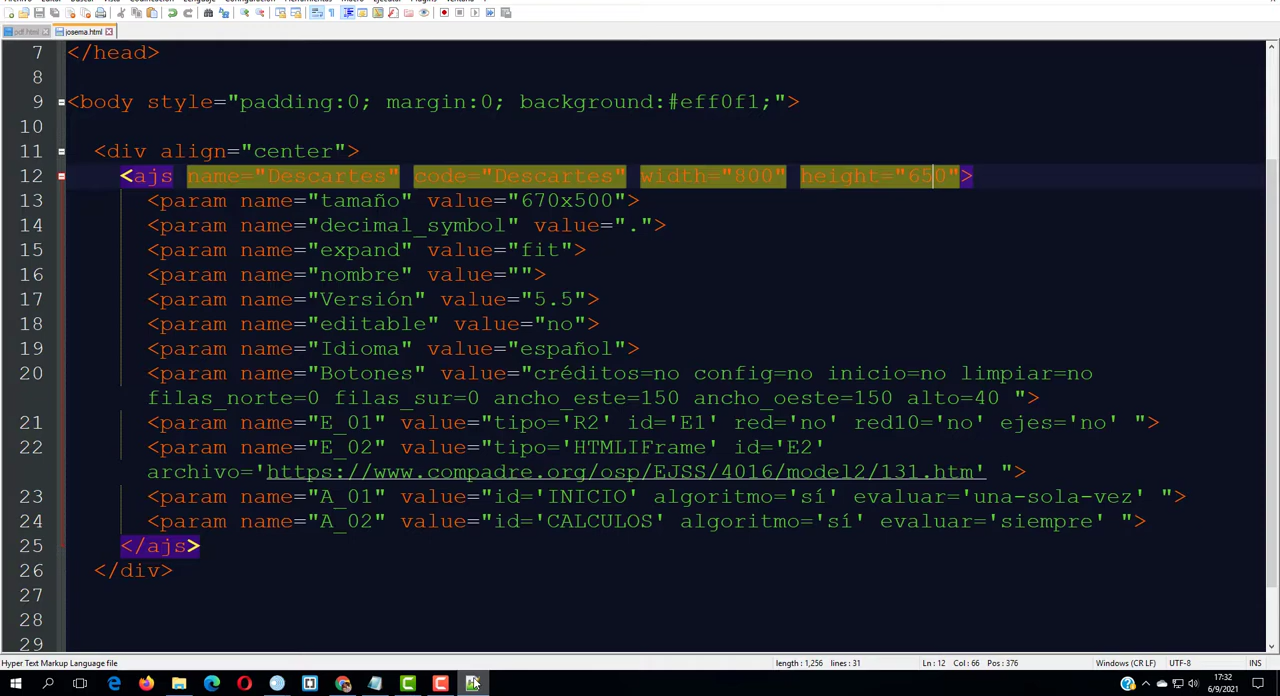 pdf.html josema.html
7 </head>
8
9 <body style="padding:0; margin:0; background:#eff0f1;">
10
11 <div align="center">
12 <ajs name="Descartes" code="Descartes" width="800" height="650">
13 <param name="tamaño" value="670x500">
14 <param name="decimal_symbol" value=".">
15 <param name="expand" value="fit">
16 <param name="nombre" value="">
17 <param name="Versión" value="5.5">
18 <param name="editable" value="no">
19 <param name="Idioma" value="español">
20 <param name="Botones" value="créditos=no config=no inicio=no limpiar=no
filas_norte=0 filas_sur=0 ancho_este=150 ancho_oeste=150 alto=40 ">
21 <param name="E_01" value="tipo='R2' id='E1' red='no' red10='no' ejes='no' ">
22 <param name="E_02" value="tipo='HTMLIFrame' id='E2'
archivo='https://www.compadre.org/osp/EJSS/4016/model2/131.htm' ">
23 <param name="A_01" value="id='INICIO' algoritmo='sí' evaluar='una-sola-vez' ">
24 <param name="A_02" value="id='CALCULOS' algoritmo='sí' evaluar='siempre' ">
25 </ajs>
26 </div>
27
28
29
Hyper Text Markup Language file length : 1,256 lines : 31 Ln : 12 Col : 66 Pos : 376 Windows (CR LF) UTF-8 INS
17:32
6/9/2021